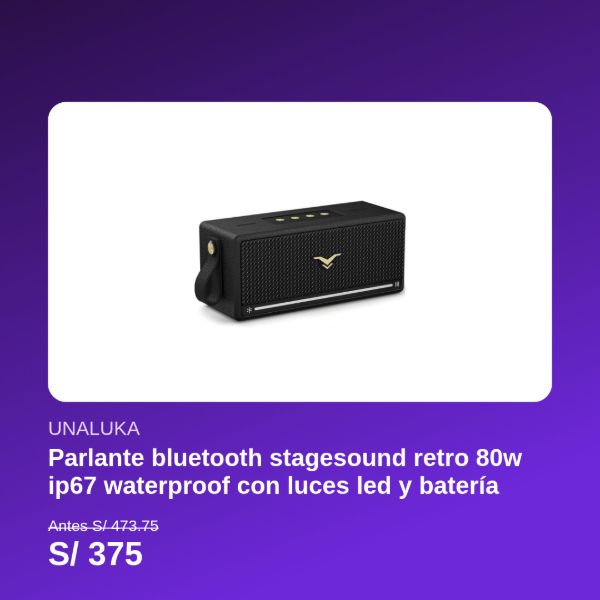 UNALUKA
Parlante bluetooth stagesound retro 80w
ip67 waterproof con luces led y batería
Antes S/ 473.75
S/ 375